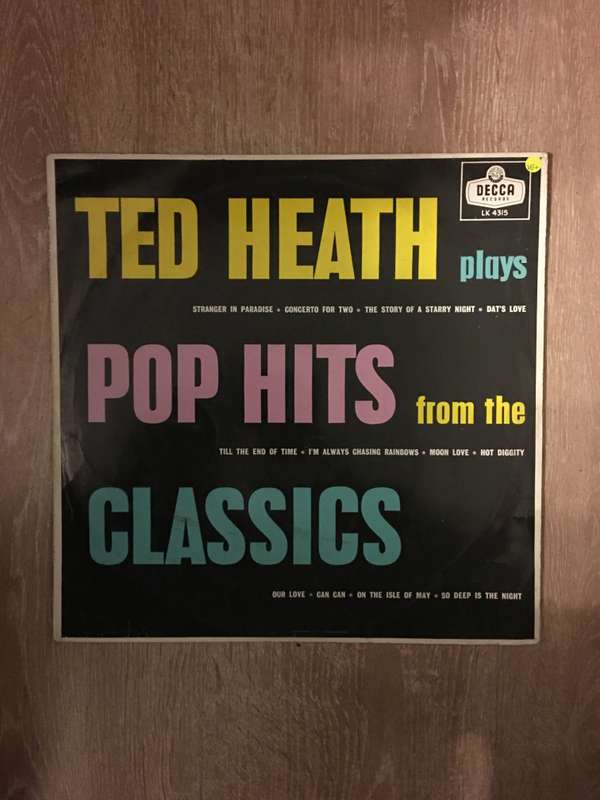 DECCA
RECORDS
LK 4315
TED HEATH plays
STRANGER IN PARADISE • CONCERTO FOR TWO • THE STORY OF A STARRY NIGHT • DAT'S LOVE
POP HITS from the
TILL THE END OF TIME • I'M ALWAYS CHASING RAINBOWS • MOON LOVE • HOT DIGGITY
CLASSICS
OUR LOVE • CAN CAN • ON THE ISLE OF MAY • SO DEEP IS THE NIGHT